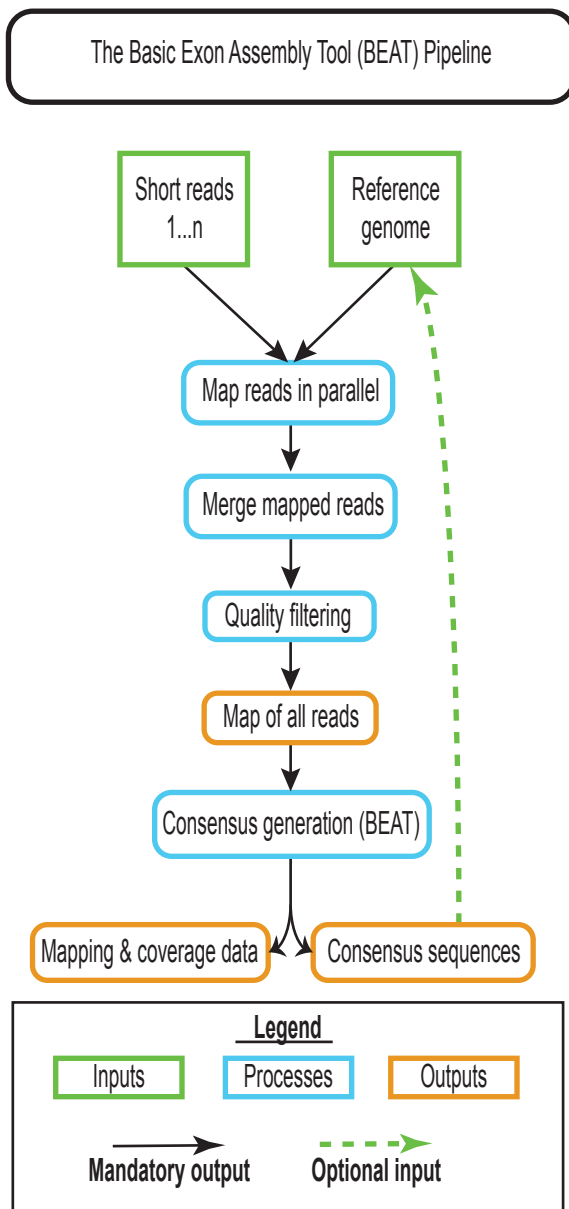 The Basic Exon Assembly Tool (BEAT) Pipeline
Short reads
1...n
Reference
genome
Map reads in parallel
Merge mapped reads
Quality filtering
Map of all reads
Consensus generation (BEAT)
Mapping & coverage data
Consensus sequences
Legend
Inputs
Processes
Outputs
Mandatory output
Optional input